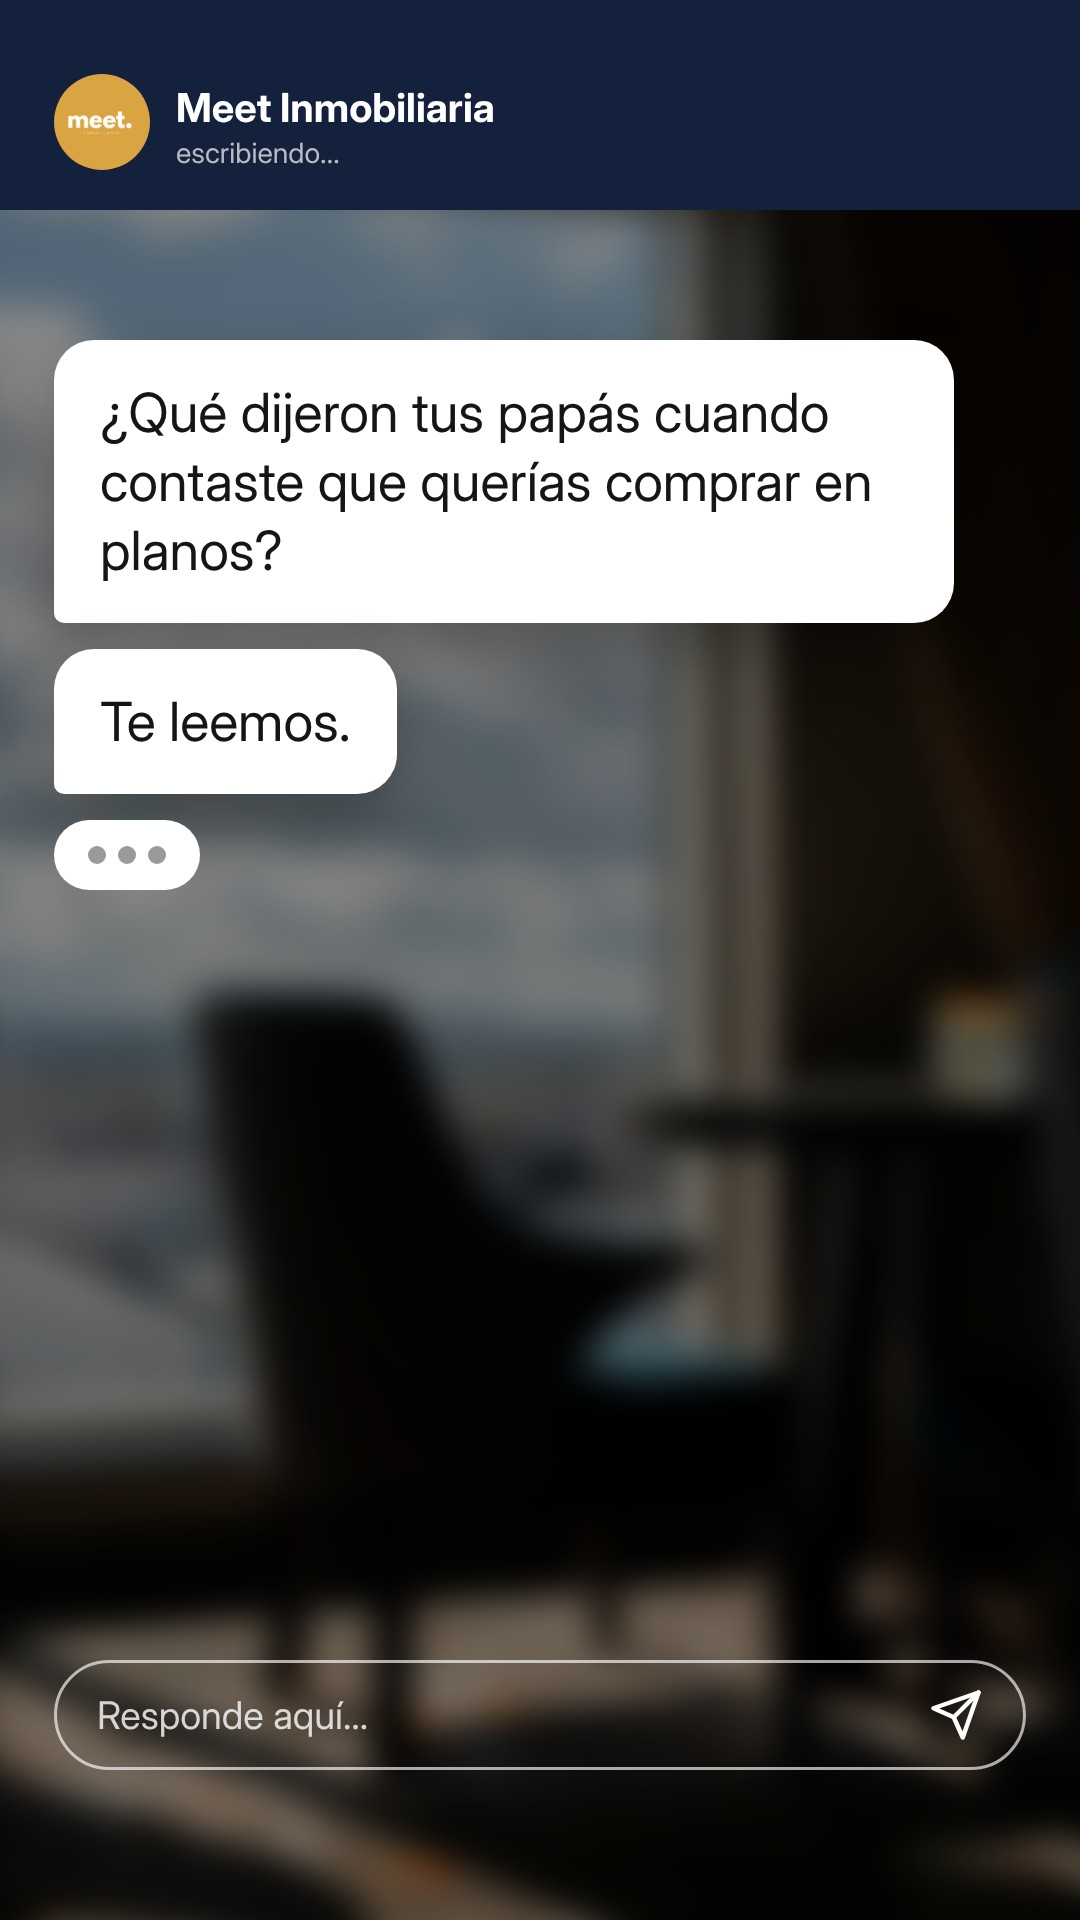 meet.
Meet Inmobiliaria
escribiendo...
¿Qué dijeron tus papás cuando
contaste que querías comprar en
planos?
Te leemos.
Responde aquí...